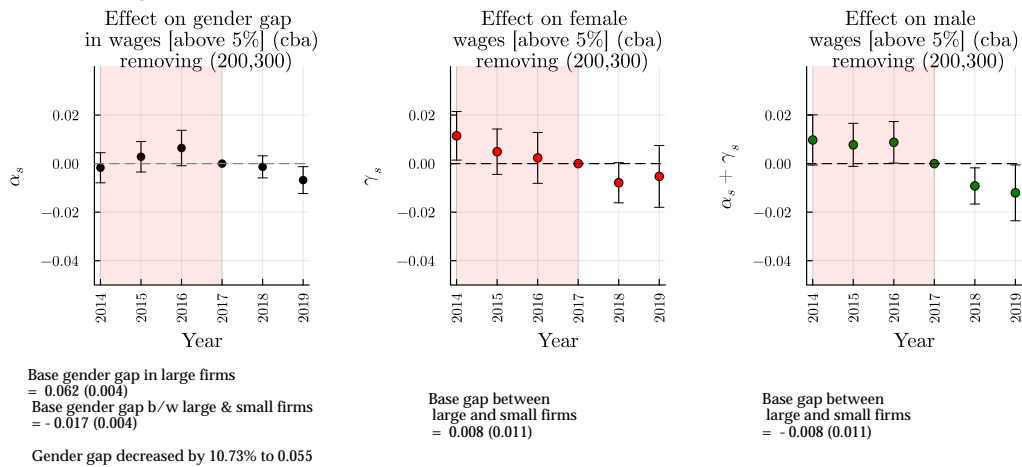 Effect on gender gap
in wages [above 5%] (cba)
removing (200,300)
0.02
0.00
−0.02
−0.04
α_s
2014
2015
2016
2017
2018
2019
Year
Base gender gap in large firms
= 0.062 (0.004)
Base gender gap b/w large & small firms
= - 0.017 (0.004)
Gender gap decreased by 10.73% to 0.055
Effect on female
wages [above 5%] (cba)
removing (200,300)
0.02
0.00
−0.02
−0.04
γ_s
2014
2015
2016
2017
2018
2019
Year
Base gap between
large and small firms
= 0.008 (0.011)
Effect on male
wages [above 5%] (cba)
removing (200,300)
0.02
0.00
−0.02
−0.04
α_s + γ_s
2014
2015
2016
2017
2018
2019
Year
Base gap between
large and small firms
= - 0.008 (0.011)